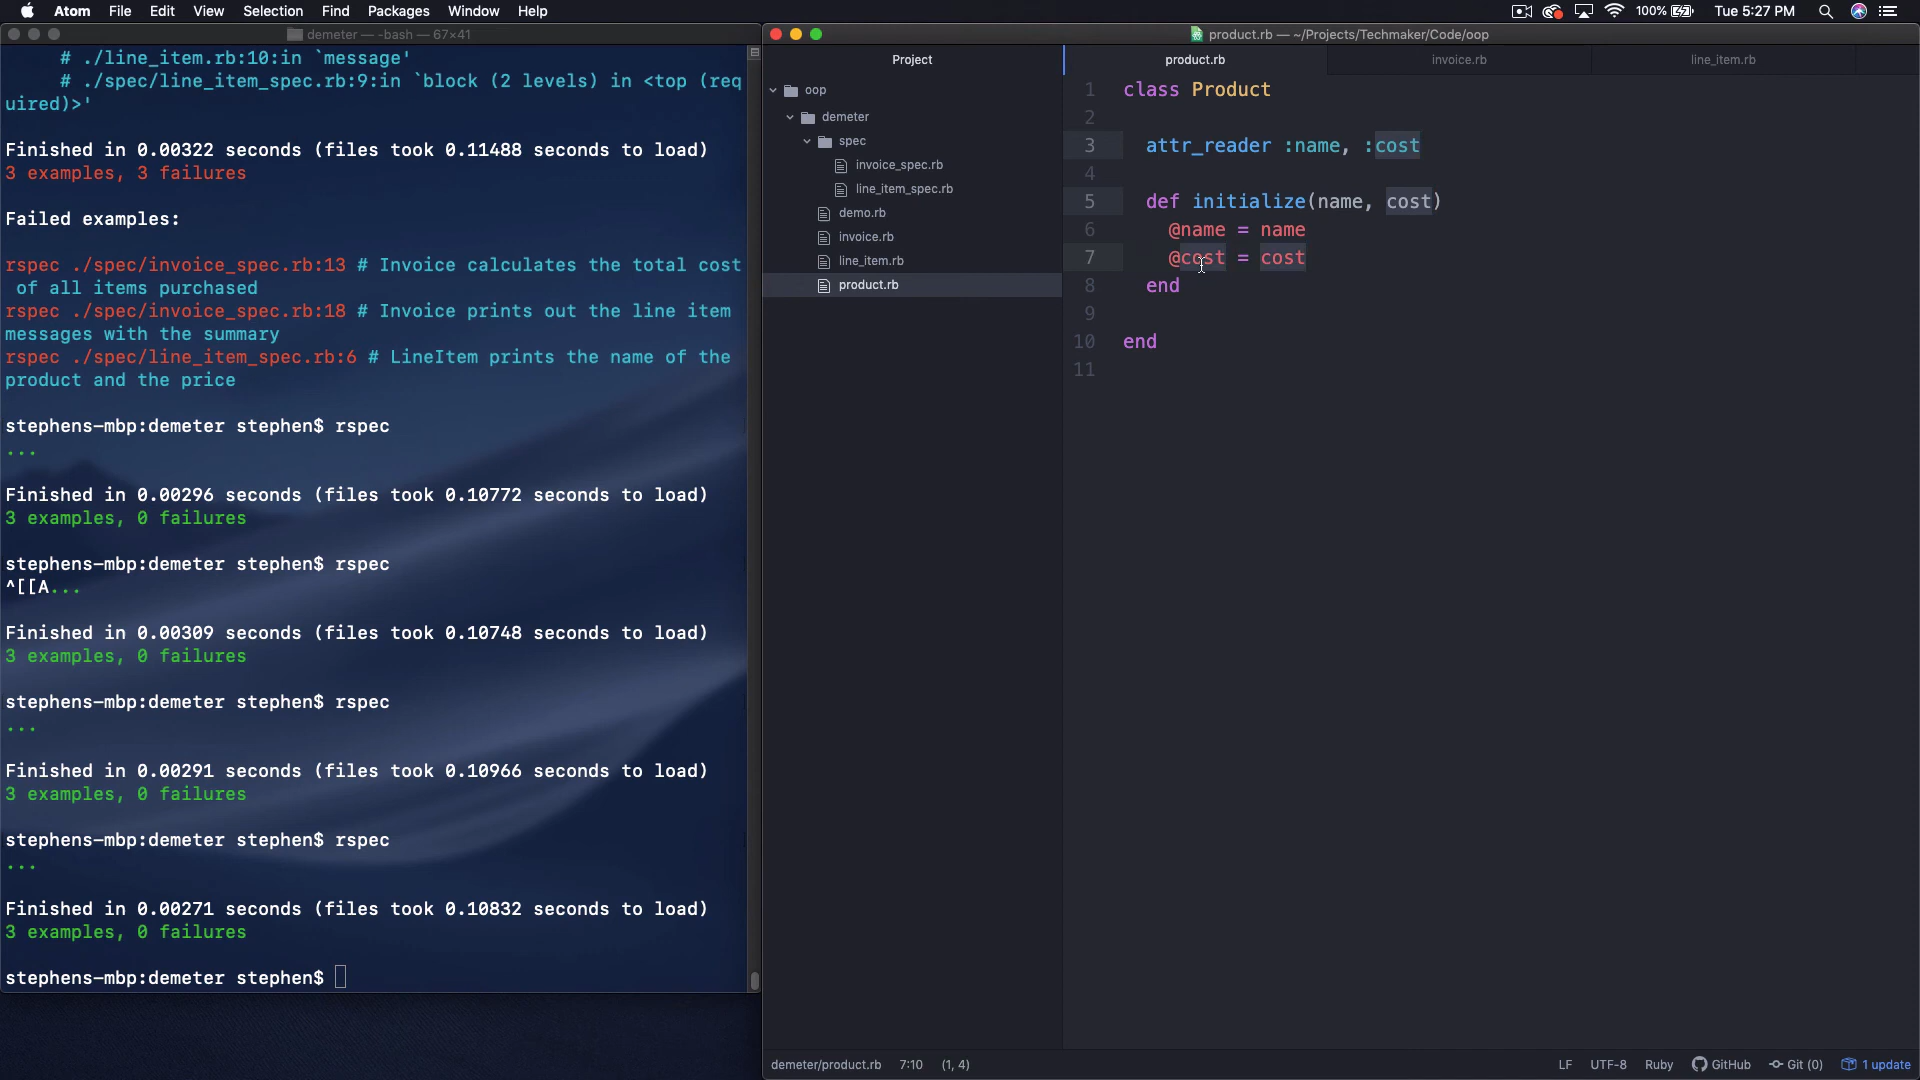 Atom File Edit View Selection Find Packages Window Help
100% Tue 5:27 PM
demeter — -bash — 67×41
# ./line_item.rb:10:in `message'
# ./spec/line_item_spec.rb:9:in `block (2 levels) in <top (req
uired)>'
Finished in 0.00322 seconds (files took 0.11488 seconds to load)
3 examples, 3 failures
Failed examples:
rspec ./spec/invoice_spec.rb:13 # Invoice calculates the total cost
of all items purchased
rspec ./spec/invoice_spec.rb:18 # Invoice prints out the line item
messages with the summary
rspec ./spec/line_item_spec.rb:6 # LineItem prints the name of the
product and the price
stephens-mbp:demeter stephen$ rspec
...
Finished in 0.00296 seconds (files took 0.10772 seconds to load)
3 examples, 0 failures
stephens-mbp:demeter stephen$ rspec
^[[A...
Finished in 0.00309 seconds (files took 0.10748 seconds to load)
3 examples, 0 failures
stephens-mbp:demeter stephen$ rspec
...
Finished in 0.00291 seconds (files took 0.10966 seconds to load)
3 examples, 0 failures
stephens-mbp:demeter stephen$ rspec
...
Finished in 0.00271 seconds (files took 0.10832 seconds to load)
3 examples, 0 failures
stephens-mbp:demeter stephen$
product.rb — ~/Projects/Techmaker/Code/oop
Project
oop
demeter
spec
invoice_spec.rb
line_item_spec.rb
demo.rb
invoice.rb
line_item.rb
product.rb
product.rb invoice.rb line_item.rb
1 class Product
2
3 attr_reader :name, :cost
4
5 def initialize(name, cost)
6 @name = name
7 @cost = cost
8 end
9
10 end
11
demeter/product.rb 7:10 (1, 4) LF UTF-8 Ruby GitHub Git (0) 1 update